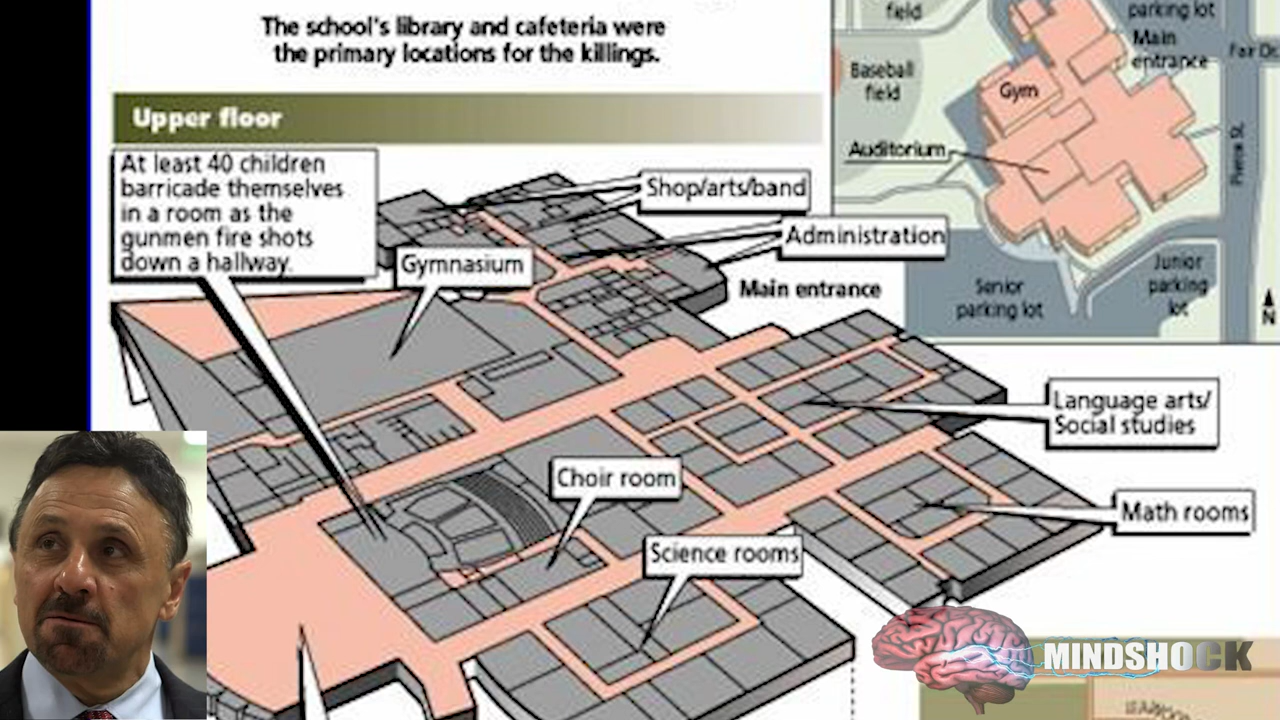 The school's library and cafeteria were
the primary locations for the killings.
Upper floor
At least 40 children
barricade themselves
in a room as the
gunmen fire shots
down a hallway.
Shop/arts/band
Administration
Gymnasium
Main entrance
Language arts/
Social studies
Choir room
Math rooms
Science rooms
field
parking lot
Main
entrance
Baseball
field
Gym
Auditorium
Pierce St.
Senior
parking lot
Junior
parking
lot
N
MINDSHOCK